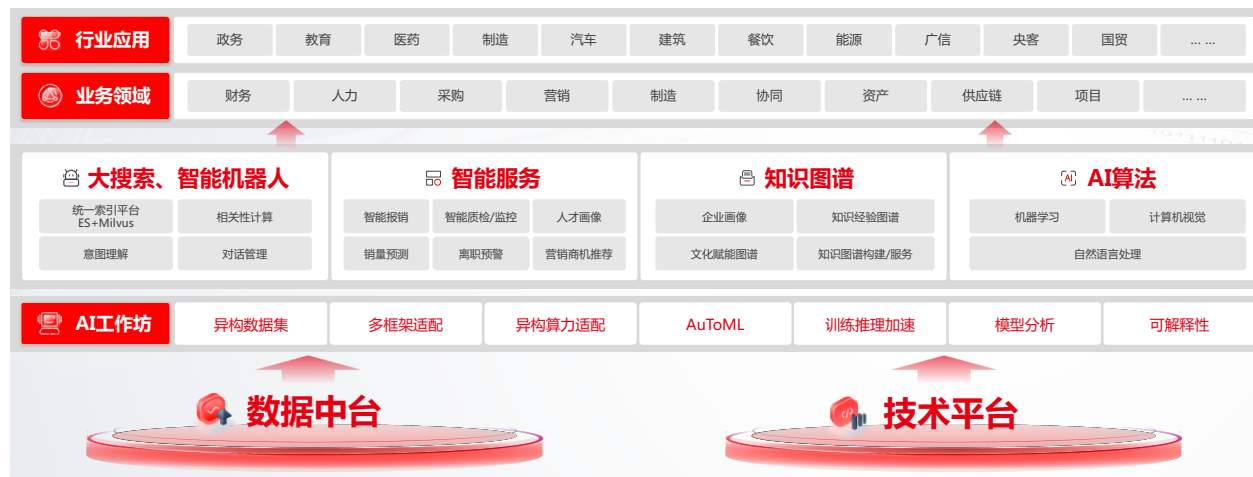 行业应用
政务
教育
医药
制造
汽车
建筑
餐饮
能源
广信
央客
国贸
... ...
业务领域
财务
人力
采购
营销
制造
协同
资产
供应链
项目
... ...
大搜索、智能机器人
统一索引平台
ES+Milvus
相关性计算
意图理解
对话管理
智能服务
智能报销
智能质检/监控
人才画像
销量预测
离职预警
营销商机推荐
知识图谱
企业画像
知识经验图谱
文化赋能图谱
知识图谱构建/服务
AI算法
机器学习
计算机视觉
自然语言处理
AI工作坊
异构数据集
多框架适配
异构算力适配
AuToML
训练推理加速
模型分析
可解释性
数据中台
技术平台